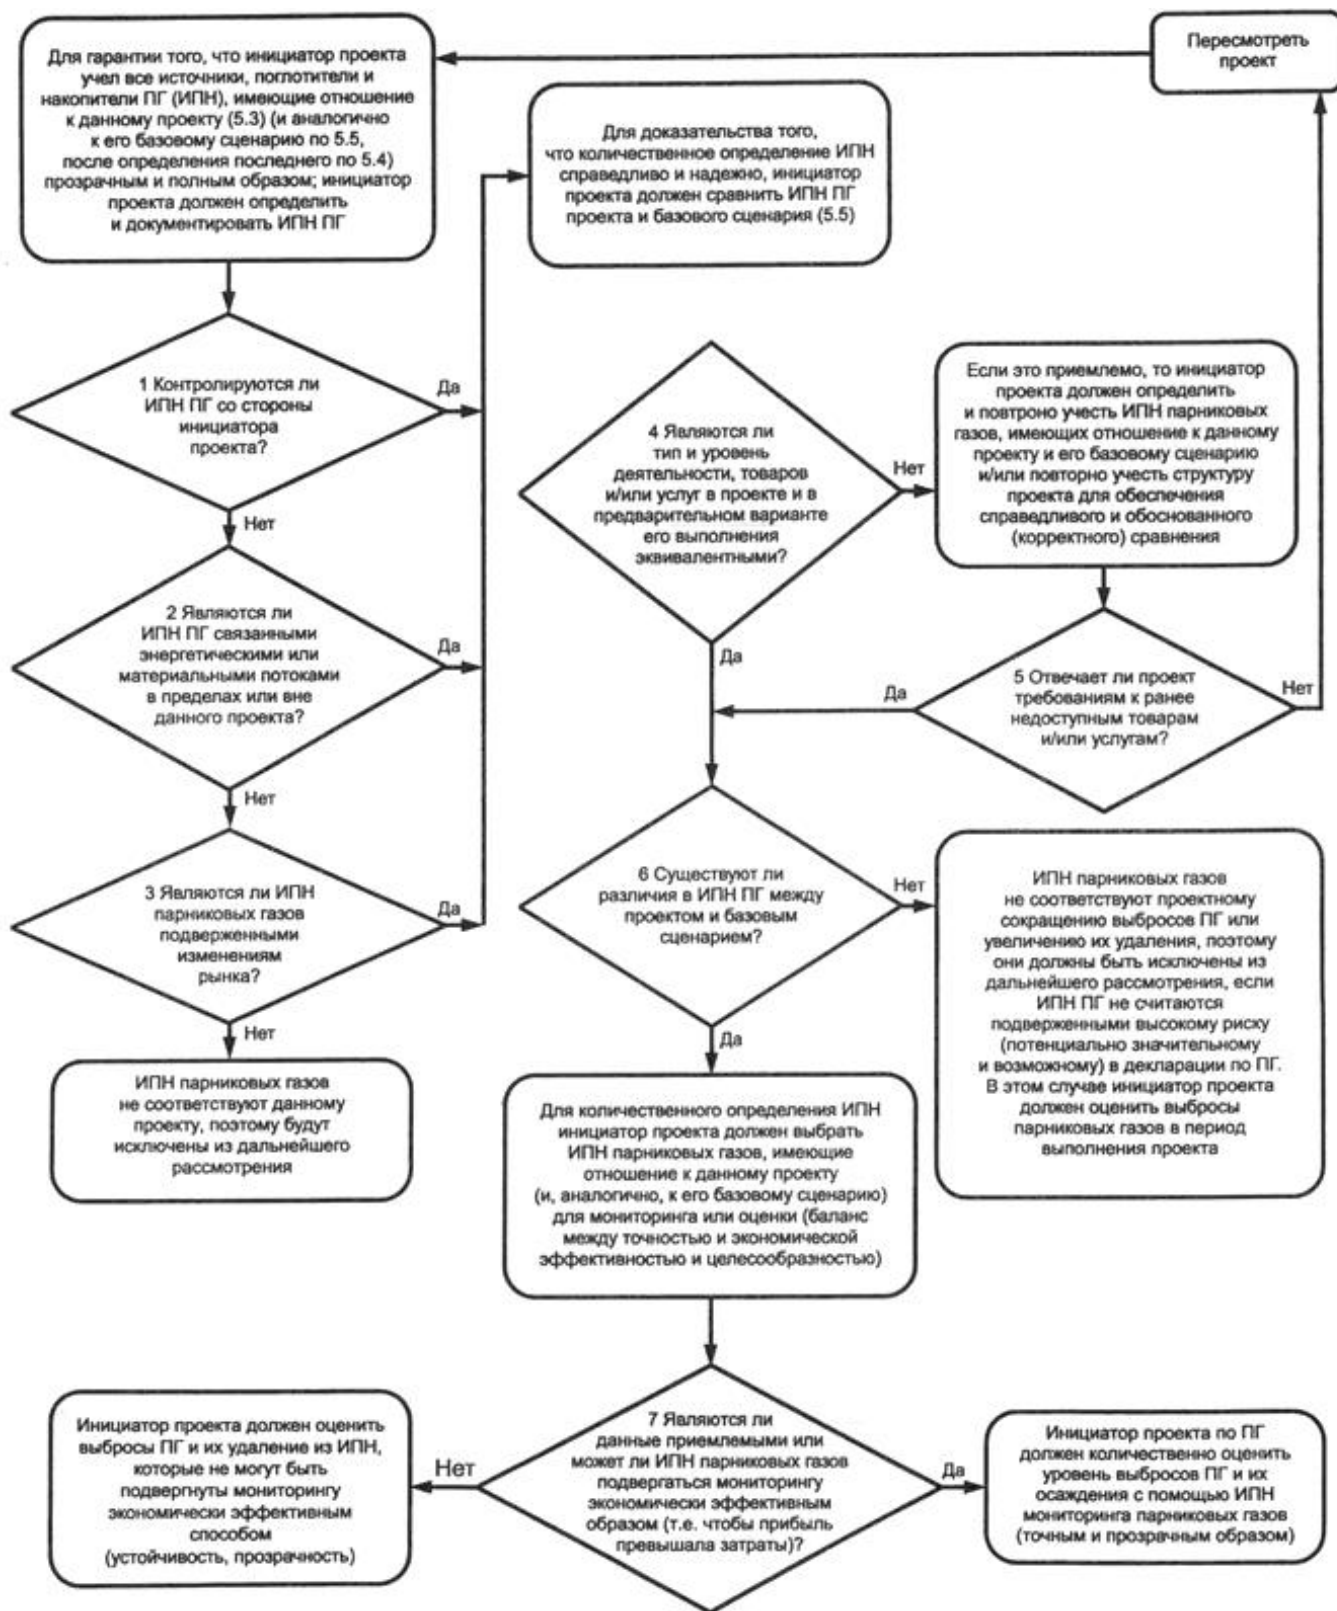 Для гарантии того, что инициатор проекта
учел все источники, поглотители и
накопители ПГ (ИПН), имеющие отношение
к данному проекту (5.3) (и аналогично
к его базовому сценарию по 5.5,
после определения последнего по 5.4)
прозрачным и полным образом; инициатор
проекта должен определить
и документировать ИПН ПГ
Пересмотреть
проект
Для доказательства того,
что количественное определение ИПН
справедливо и надежно, инициатор
проекта должен сравнить ИПН ПГ
проекта и базового сценария (5.5)
1 Контролируются ли
ИПН ПГ со стороны
инициатора
проекта?
Да
Нет
2 Являются ли
ИПН ПГ связанными
энергетическими или
материальными потоками
в пределах или вне
данного проекта?
Да
Нет
3 Являются ли ИПН
парниковых газов
подверженными
изменениям
рынка?
Да
Нет
ИПН парниковых газов
не соответствуют данному
проекту, поэтому будут
исключены из дальнейшего
рассмотрения
4 Являются ли
тип и уровень
деятельности, товаров
и/или услуг в проекте и в
предварительном варианте
его выполнения
эквивалентными?
Нет
Да
Если это приемлемо, то инициатор
проекта должен определить
и повтроно учесть ИПН парниковых
газов, имеющих отношение к данному
проекту и его базовому сценарию
и/или повторно учесть структуру
проекта для обеспечения
справедливого и обоснованного
(корректного) сравнения
5 Отвечает ли проект
требованиям к ранее
недоступным товарам
и/или услугам?
Да
Нет
6 Существуют ли
различия в ИПН ПГ между
проектом и базовым
сценарием?
Нет
Да
ИПН парниковых газов
не соответствуют проектному
сокращению выбросов ПГ или
увеличению их удаления, поэтому
они должны быть исключены из
дальнейшего рассмотрения, если
ИПН ПГ не считаются
подверженными высокому риску
(потенциально значительному
и возможному) в декларации по ПГ.
В этом случае инициатор проекта
должен оценить выбросы
парниковых газов в период
выполнения проекта
Для количественного определения ИПН
инициатор проекта должен выбрать
ИПН парниковых газов, имеющие
отношение к данному проекту
(и, аналогично, к его базовому сценарию)
для мониторинга или оценки (баланс
между точностью и экономической
эффективностью и целесообразностью)
7 Являются ли
данные приемлемыми или
может ли ИПН парниковых газов
подвергаться мониторингу
экономически эффективным
образом (т.е. чтобы прибыль
превышала затраты)?
Нет
Да
Инициатор проекта должен оценить
выбросы ПГ и их удаление из ИПН,
которые не могут быть
подвергнуты мониторингу
экономически эффективным
способом
(устойчивость, прозрачность)
Инициатор проекта по ПГ
должен количественно оценить
уровень выбросов ПГ и их
осаждения с помощью ИПН
мониторинга парниковых газов
(точным и прозрачным образом)